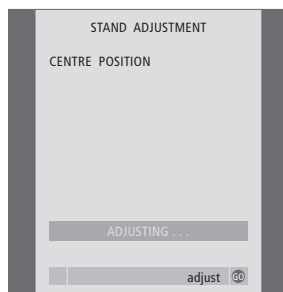 STAND ADJUSTMENT
CENTRE POSITION
ADJUSTING . . .
adjust GO